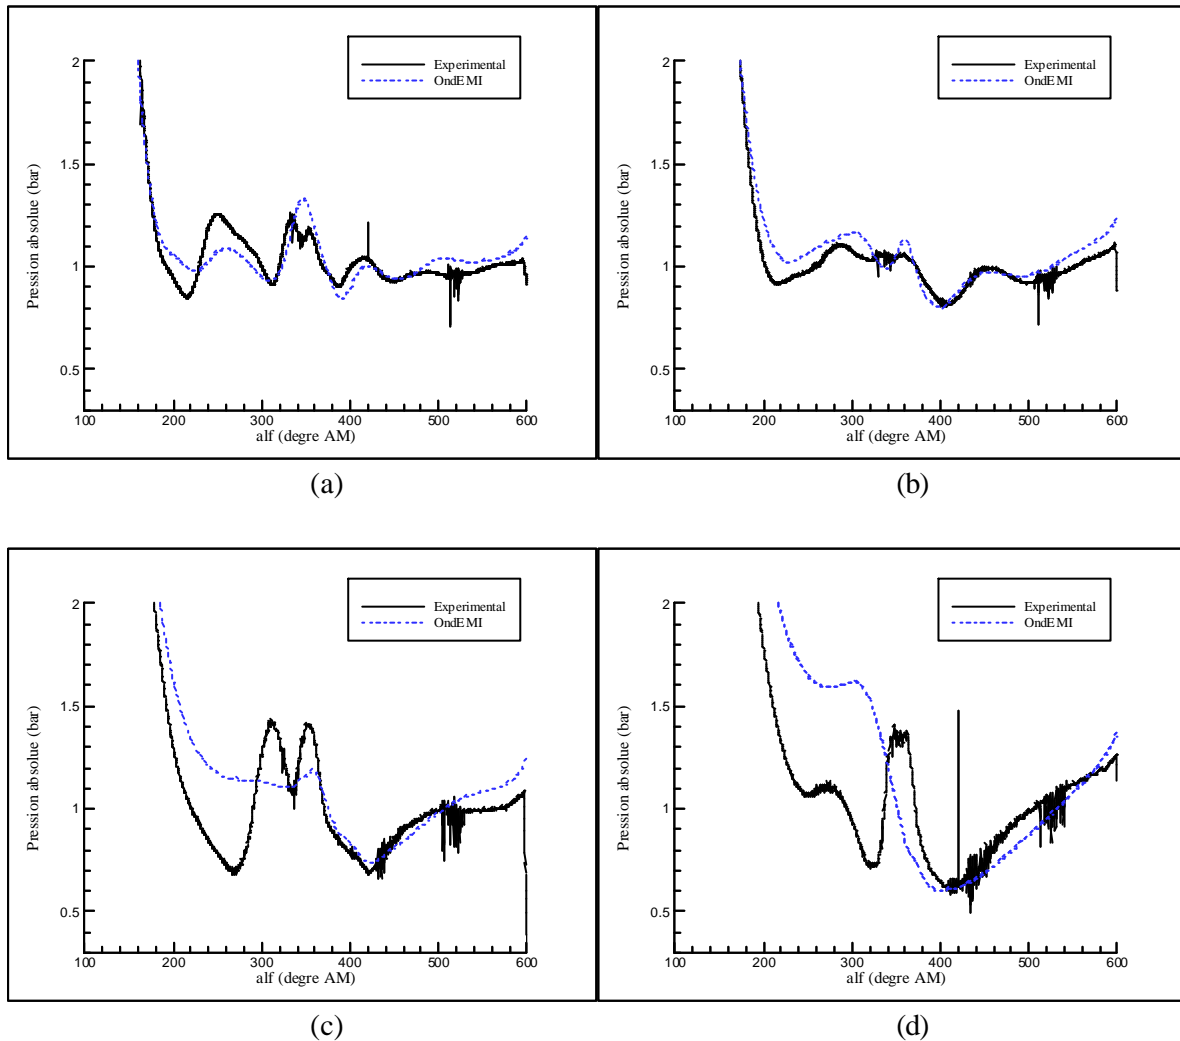 2
1.5
1
0.5
Pression absolue (bar)
100 200 300 400 500 600
alf (degre AM)
Experimental
OndEMI
(a)
2
1.5
1
0.5
Pression absolue (bar)
100 200 300 400 500 600
alf (degre AM)
Experimental
OndEMI
(b)
2
1.5
1
0.5
Pression absolue (bar)
100 200 300 400 500 600
alf (degre AM)
Experimental
OndEMI
(c)
2
1.5
1
0.5
Pression absolue (bar)
100 200 300 400 500 600
alf (degre AM)
Experimental
OndEMI
(d)